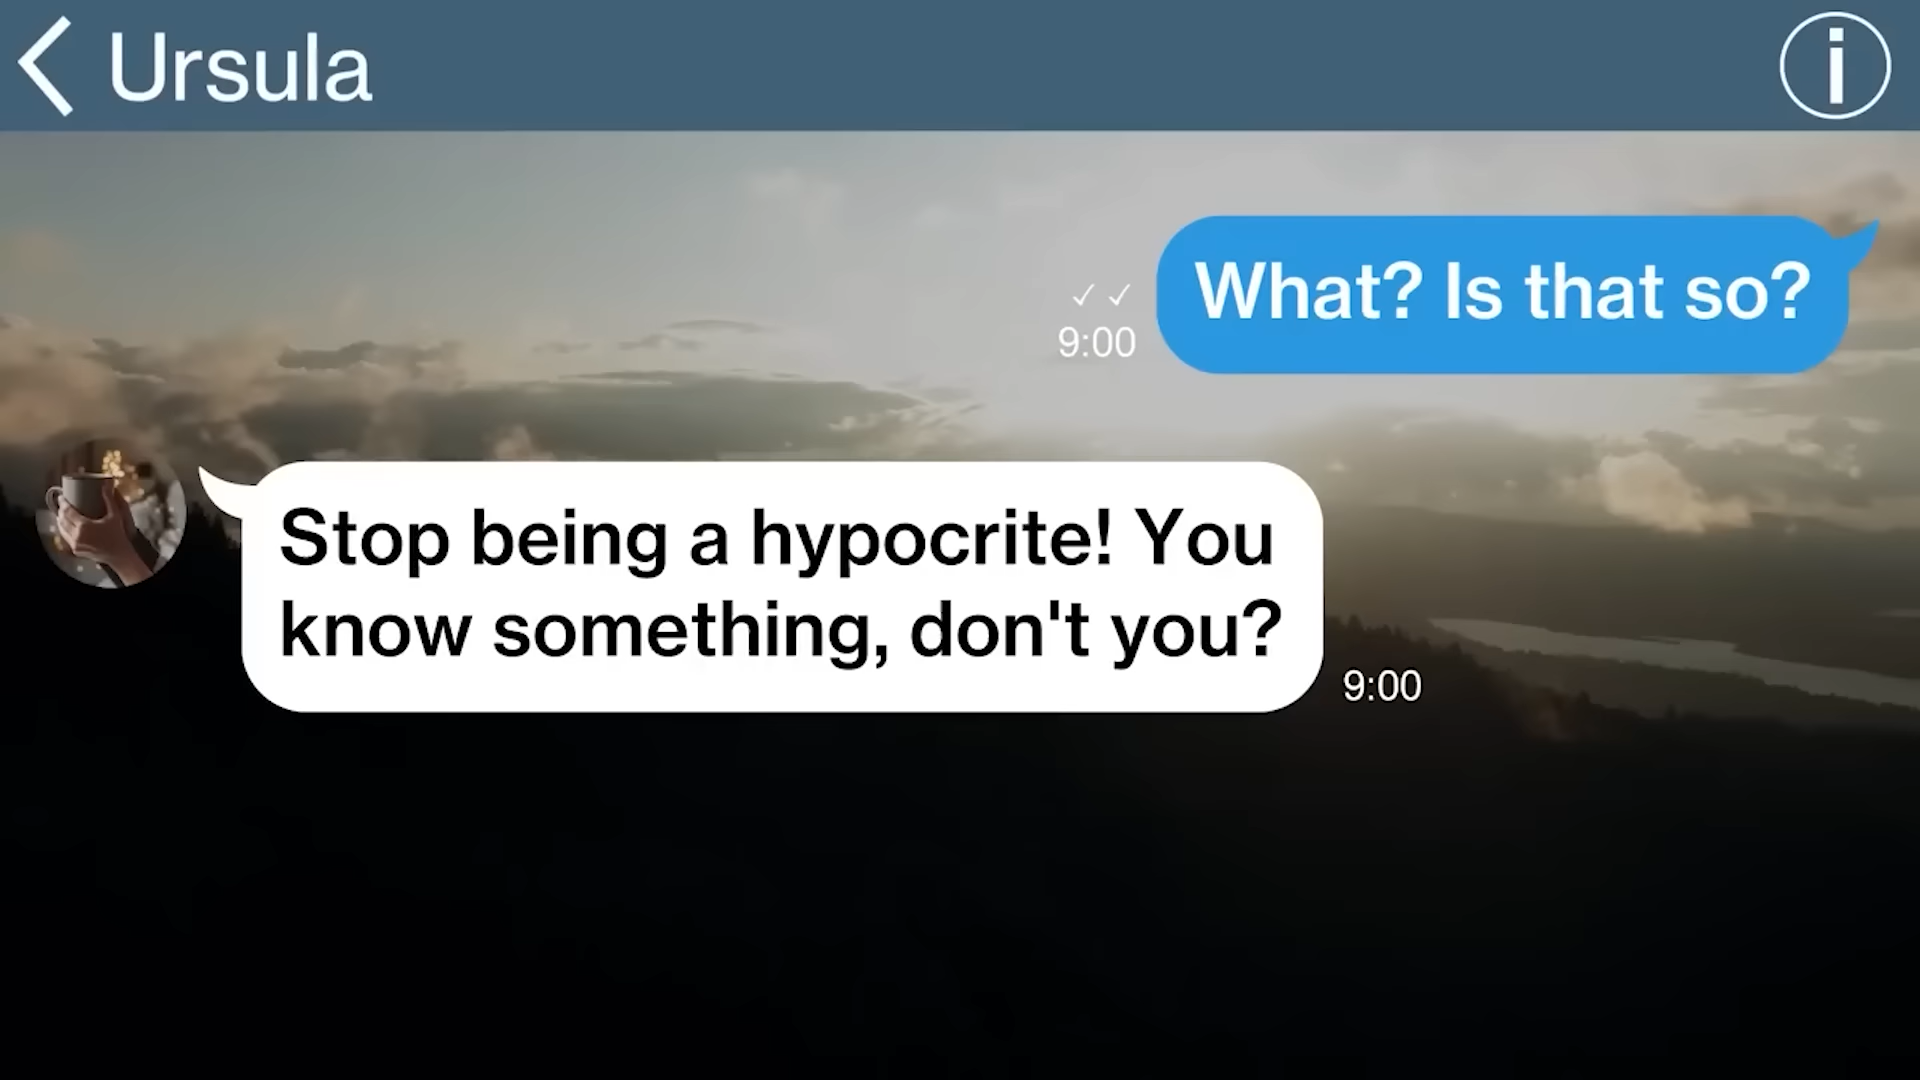 Ursula
What? Is that so?
✓✓
9:00
Stop being a hypocrite! You
know something, don't you?
9:00